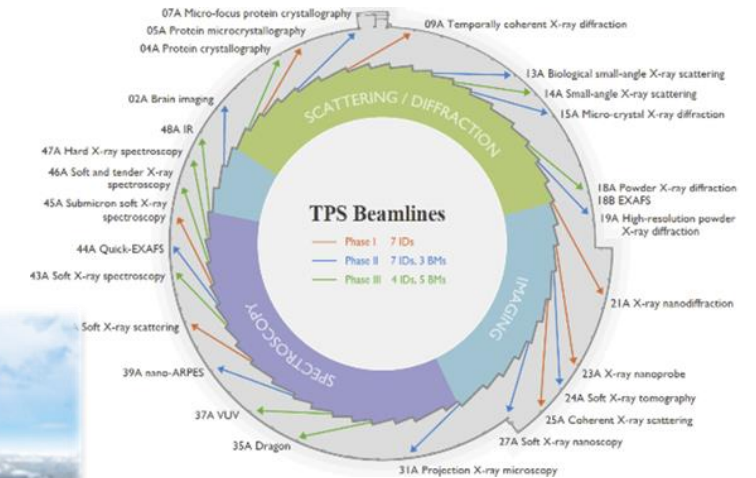 07A Micro-focus protein crystallography
05A Protein microcrystallography
04A Protein crystallography
02A Brain imaging
48A IR
47A Hard X-ray spectroscopy
46A Soft and tender X-ray
spectroscopy
45A Submicron soft X-ray
spectroscopy
44A Quick-EXAFS
43A Soft X-ray spectroscopy
Soft X-ray scattering
39A nano-ARPES
37A VUV
35A Dragon
09A Temporally coherent X-ray diffraction
13A Biological small-angle X-ray scattering
14A Small-angle X-ray scattering
15A Micro-crystal X-ray diffraction
18A Powder X-ray diffraction
18B EXAFS
19A High-resolution powder
X-ray diffraction
21A X-ray nanodiffraction
23A X-ray nanoprobe
24A Soft X-ray tomography
25A Coherent X-ray scattering
27A Soft X-ray nanoscopy
31A Projection X-ray microscopy
SCATTERING / DIFFRACTION
IMAGING
SPECTROSCOPY
TPS Beamlines
Phase I 7 IDs
Phase II 7 IDs, 3 BMs
Phase III 4 IDs, 5 BMs